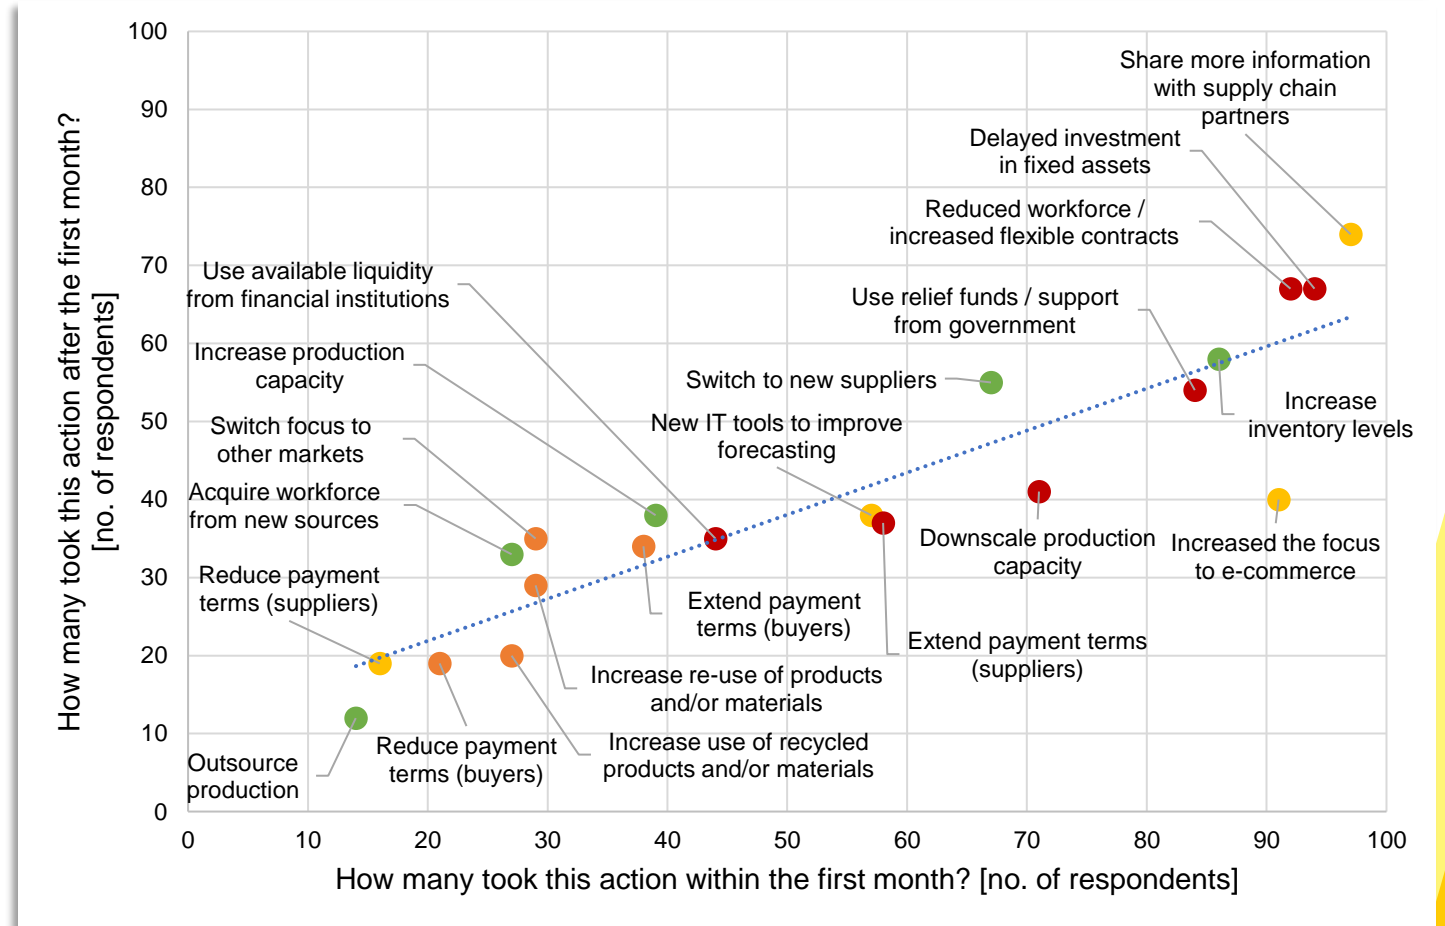 100
90
80
70
60
50
40
30
20
10
0
0
10
20
30
40
50
60
70
80
90
100
How many took this action after the first month?
[no. of respondents]
How many took this action within the first month? [no. of respondents]
Share more information
with supply chain
partners
Delayed investment
in fixed assets
Reduced workforce /
increased flexible contracts
Use available liquidity
from financial institutions
Use relief funds / support
from government
Increase production
capacity
Switch to new suppliers
Increase
inventory levels
New IT tools to improve
forecasting
Switch focus to
other markets
Acquire workforce
from new sources
Downscale production
capacity
Increased the focus
to e-commerce
Reduce payment
terms (suppliers)
Extend payment
terms (buyers)
Extend payment terms
(suppliers)
Increase re-use of products
and/or materials
Increase use of recycled
products and/or materials
Reduce payment
terms (buyers)
Outsource
production